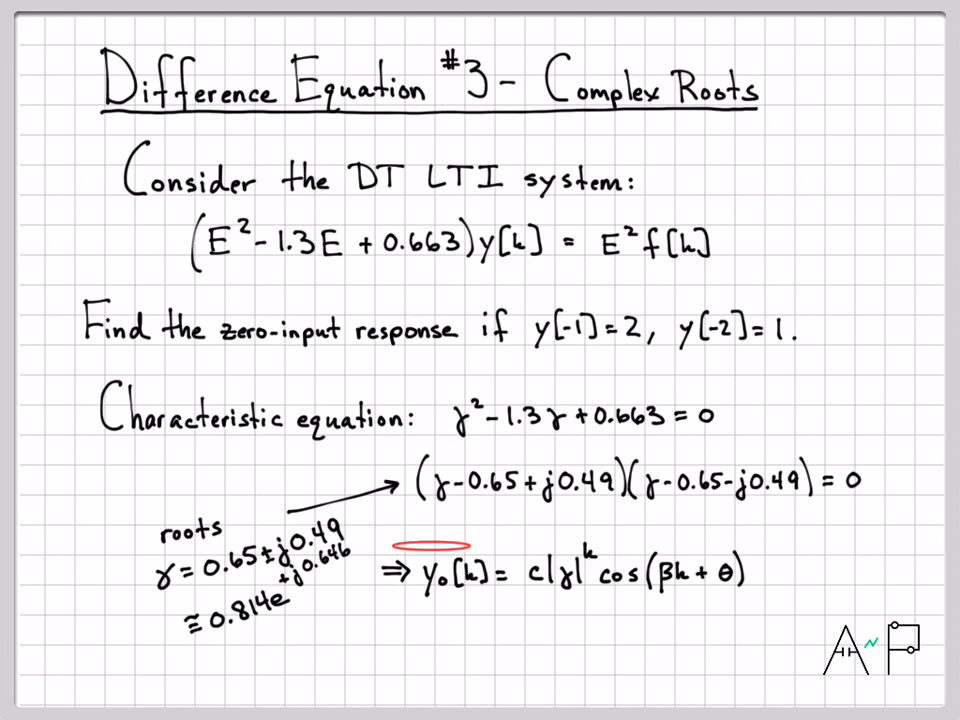 Difference Equation #3 - Complex Roots
Consider the DT LTI system:
(E² - 1.3E + 0.663)y[k] = E²f[k]
Find the zero-input response if y[-1]=2, y[-2]=1.
Characteristic equation: γ² - 1.3γ + 0.663 = 0
(γ-0.65+j0.49)(γ-0.65-j0.49) = 0
roots
γ = 0.65±j0.49
≅ 0.814e^±j0.646
⇒ y₀[k] = c|γ|^k cos(βk + θ)
A P